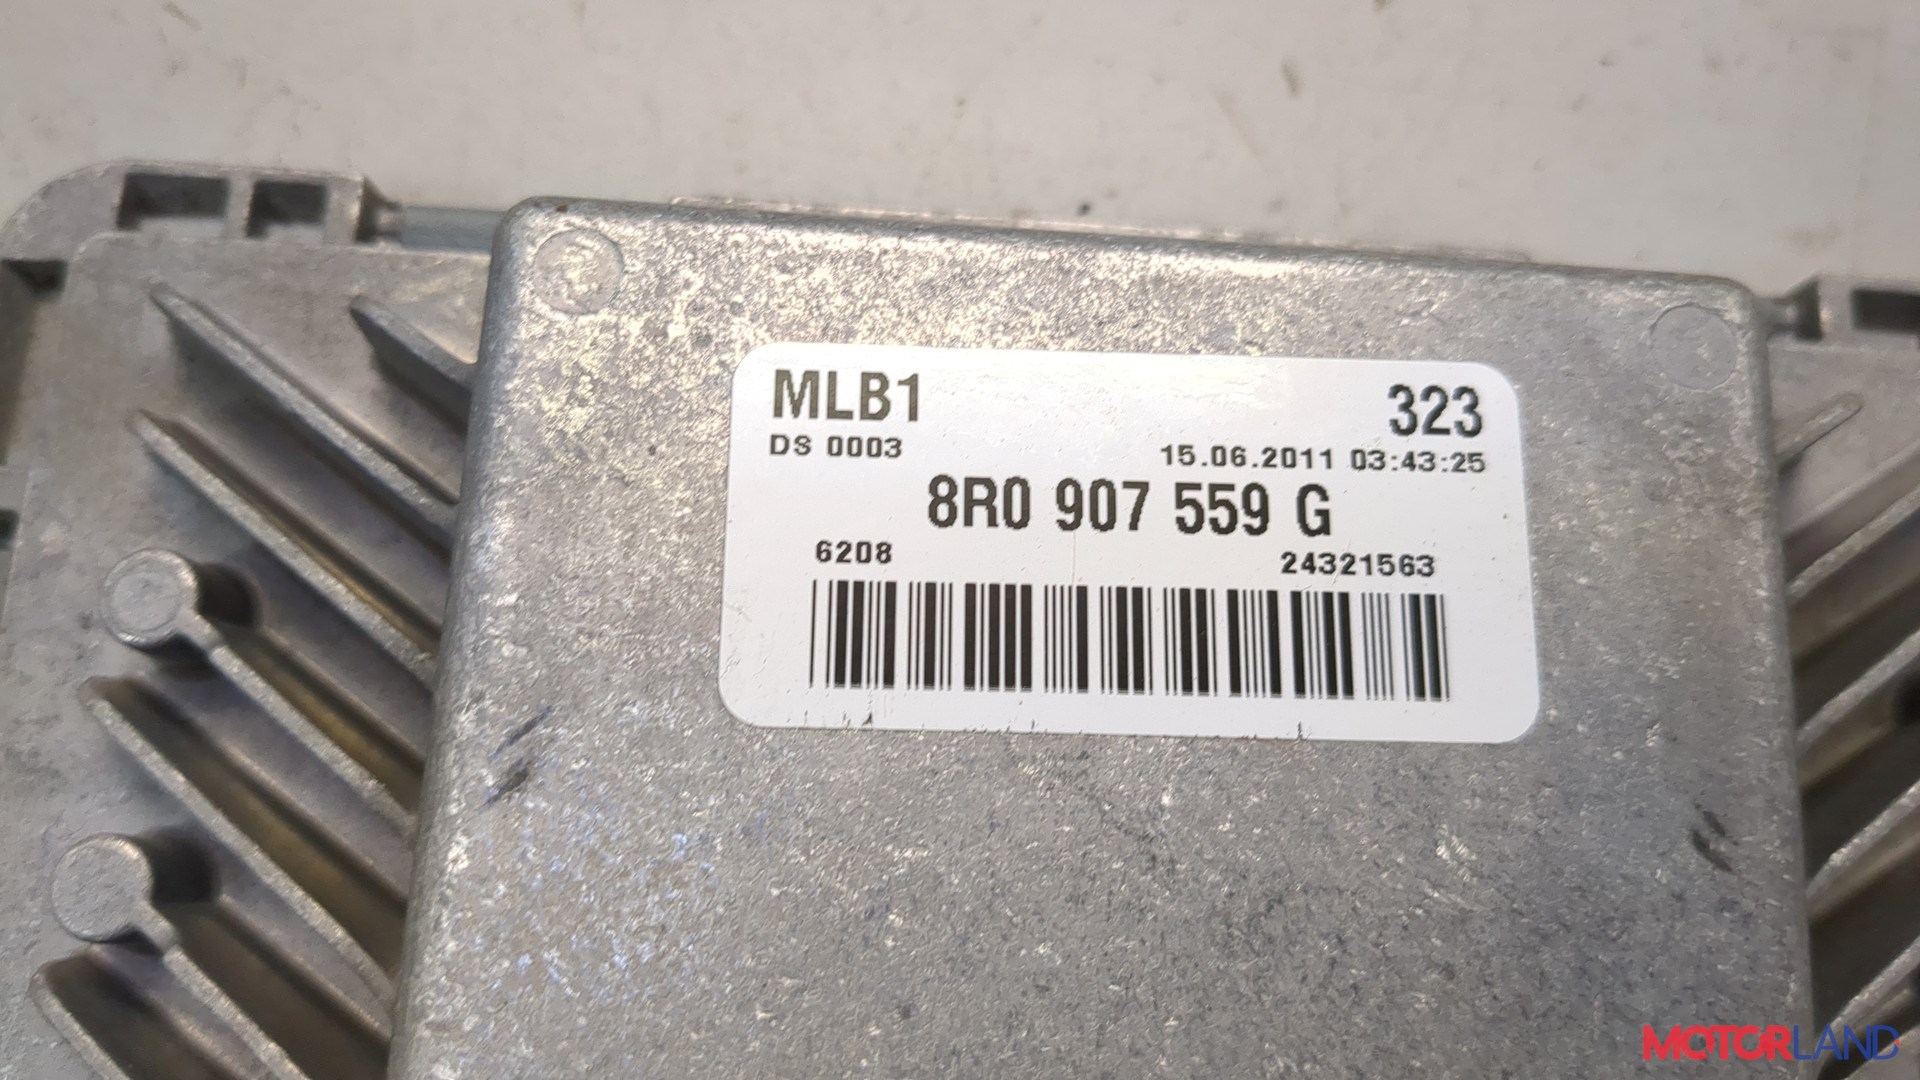 MLB1 323
DS 0003 15.06.2011 03:43:25
8R0 907 559 G
6208 24321563
MOTORLAND